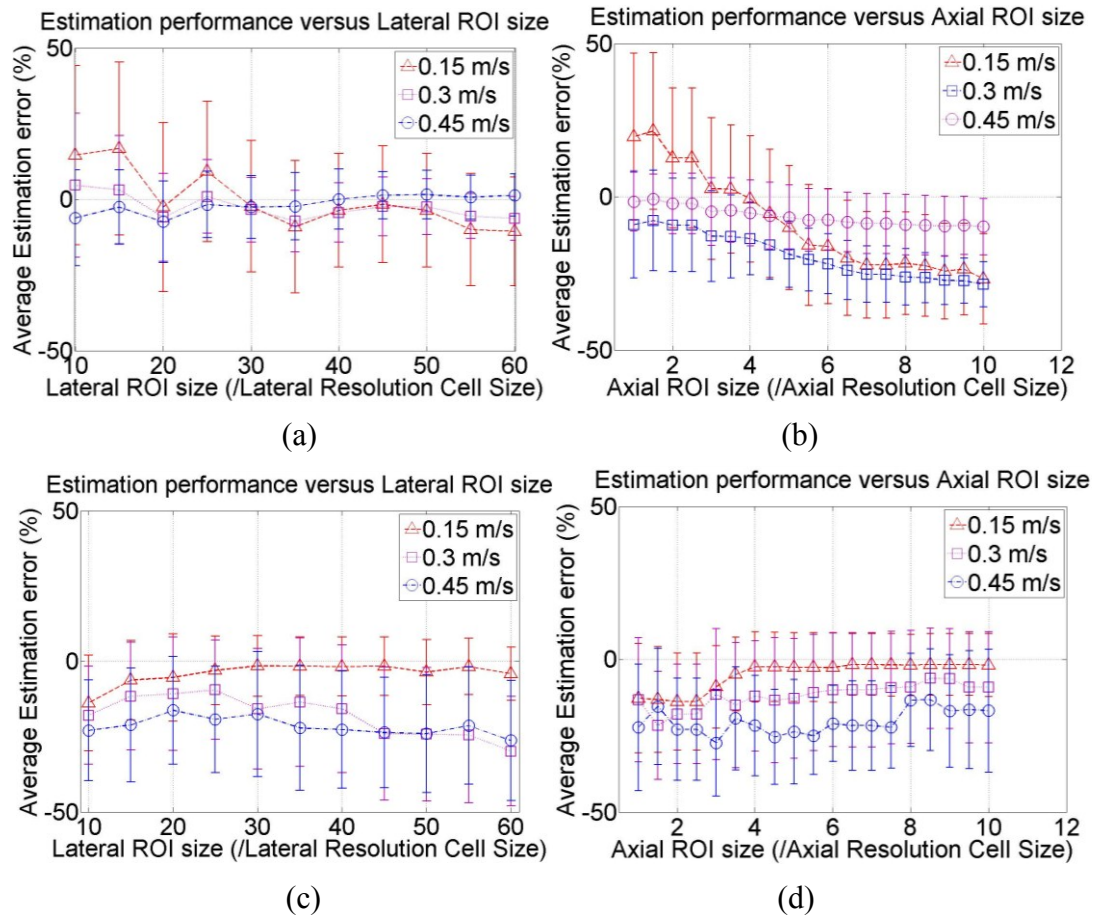 Estimation performance versus Lateral ROI size
Average Estimation error (%)
50
0
-50
0.15 m/s
0.3 m/s
0.45 m/s
10 20 30 40 50 60
Lateral ROI size (/Lateral Resolution Cell Size)
(a)
Estimation performance versus Axial ROI size
Average Estimation error(%)
50
0
-50
0.15 m/s
0.3 m/s
0.45 m/s
2 4 6 8 10 12
Axial ROI size (/Axial Resolution Cell Size)
(b)
Estimation performance versus Lateral ROI size
Average Estimation error (%)
50
0
-50
0.15 m/s
0.3 m/s
0.45 m/s
10 20 30 40 50 60
Lateral ROI size (/Lateral Resolution Cell Size)
(c)
Estimation performance versus Axial ROI size
Average Estimation error (%)
50
0
-50
0.15 m/s
0.3 m/s
0.45 m/s
2 4 6 8 10 12
Axial ROI size (/Axial Resolution Cell Size)
(d)